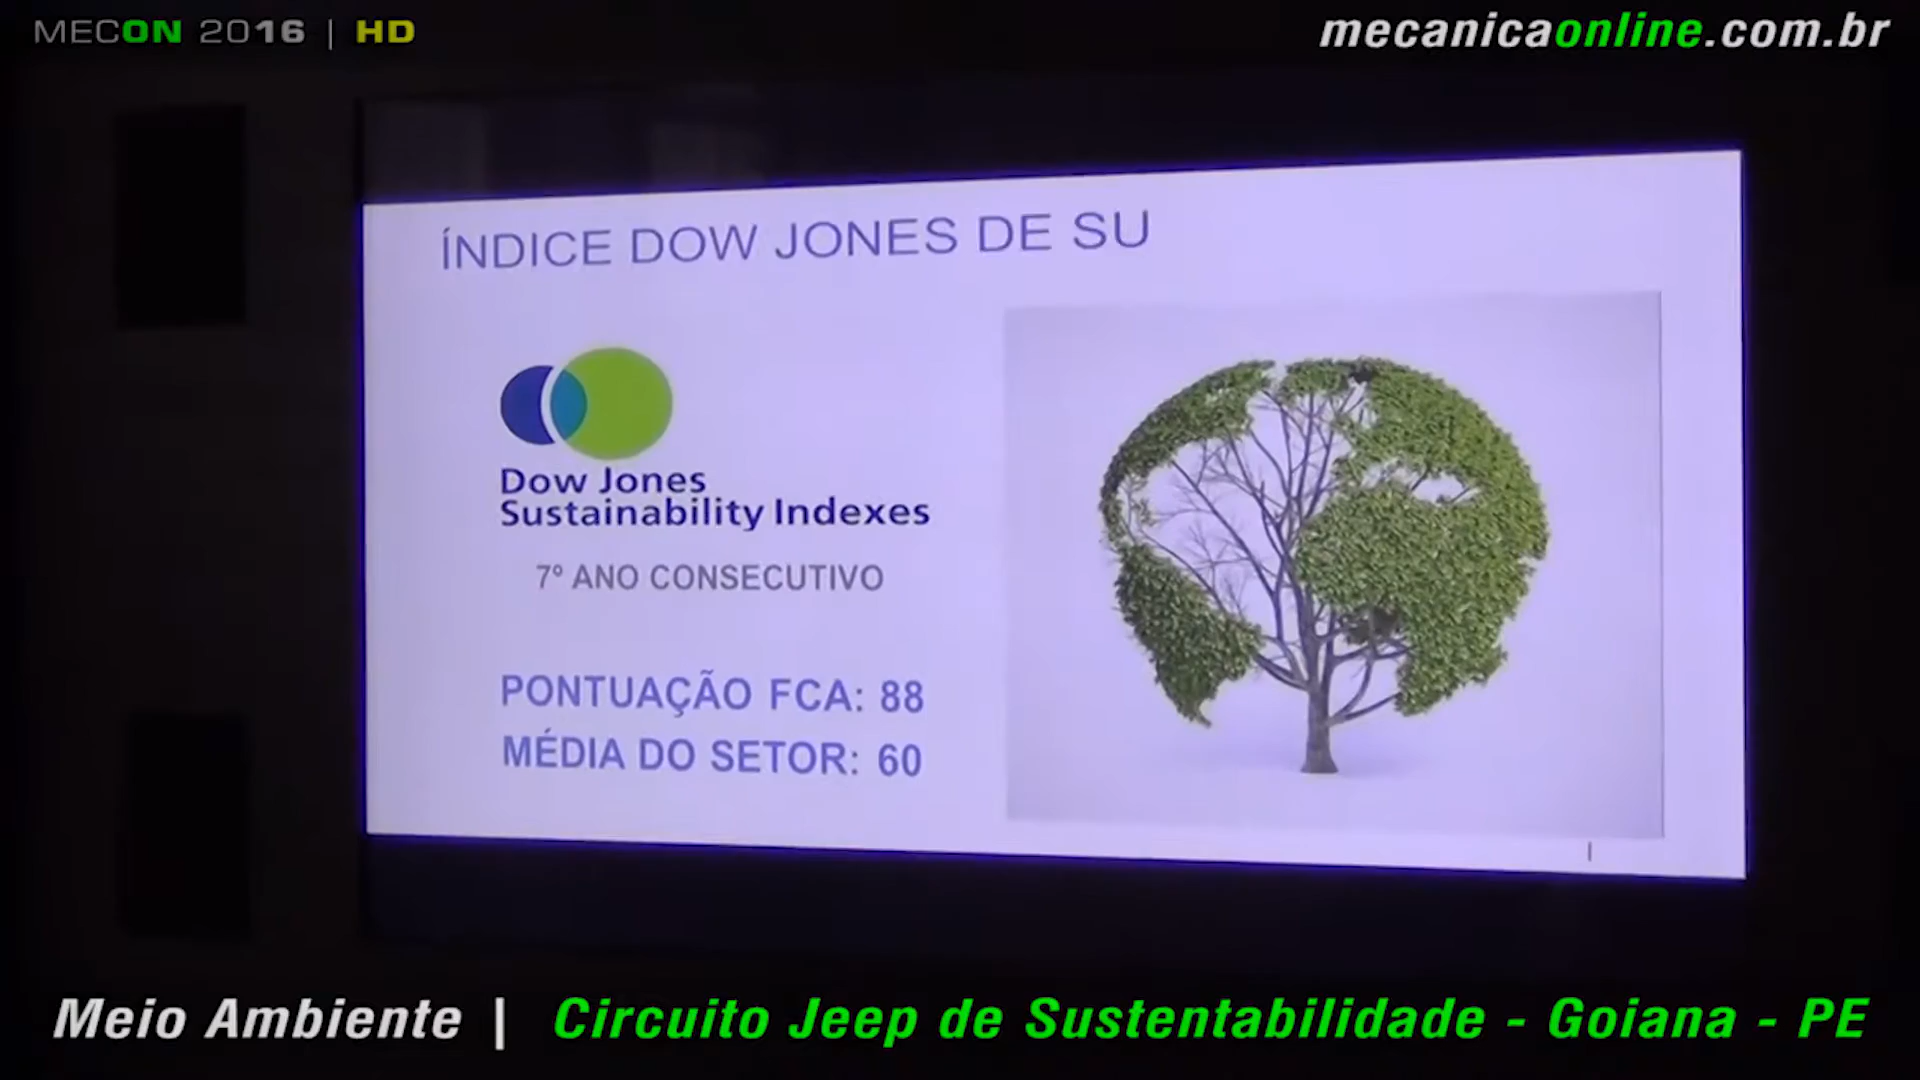 MECON 2016 | HD
mecanicaonline.com.br
ÍNDICE DOW JONES DE SU
Dow Jones
Sustainability Indexes
7º ANO CONSECUTIVO
PONTUAÇÃO FCA: 88
MÉDIA DO SETOR: 60
Meio Ambiente | Circuito Jeep de Sustentabilidade - Goiana - PE